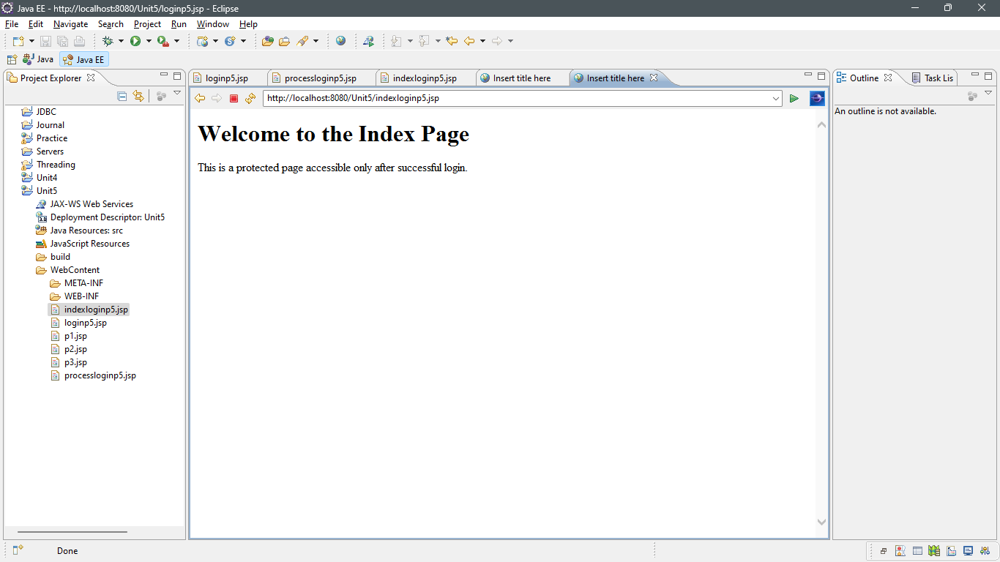 Java EE - http://localhost:8080/Unit5/loginp5.jsp - Eclipse
File Edit Navigate Search Project Run Window Help
Java Java EE
Project Explorer
loginp5.jsp processloginp5.jsp indexloginp5.jsp Insert title here Insert title here
Outline Task Lis
http://localhost:8080/Unit5/indexloginp5.jsp
JDBC
Journal
Practice
Servers
Threading
Unit4
Unit5
JAX-WS Web Services
3.0 Deployment Descriptor: Unit5
Java Resources: src
JavaScript Resources
build
WebContent
META-INF
WEB-INF
indexloginp5.jsp
loginp5.jsp
p1.jsp
p2.jsp
p3.jsp
processloginp5.jsp
Welcome to the Index Page
This is a protected page accessible only after successful login.
An outline is not available.
Done